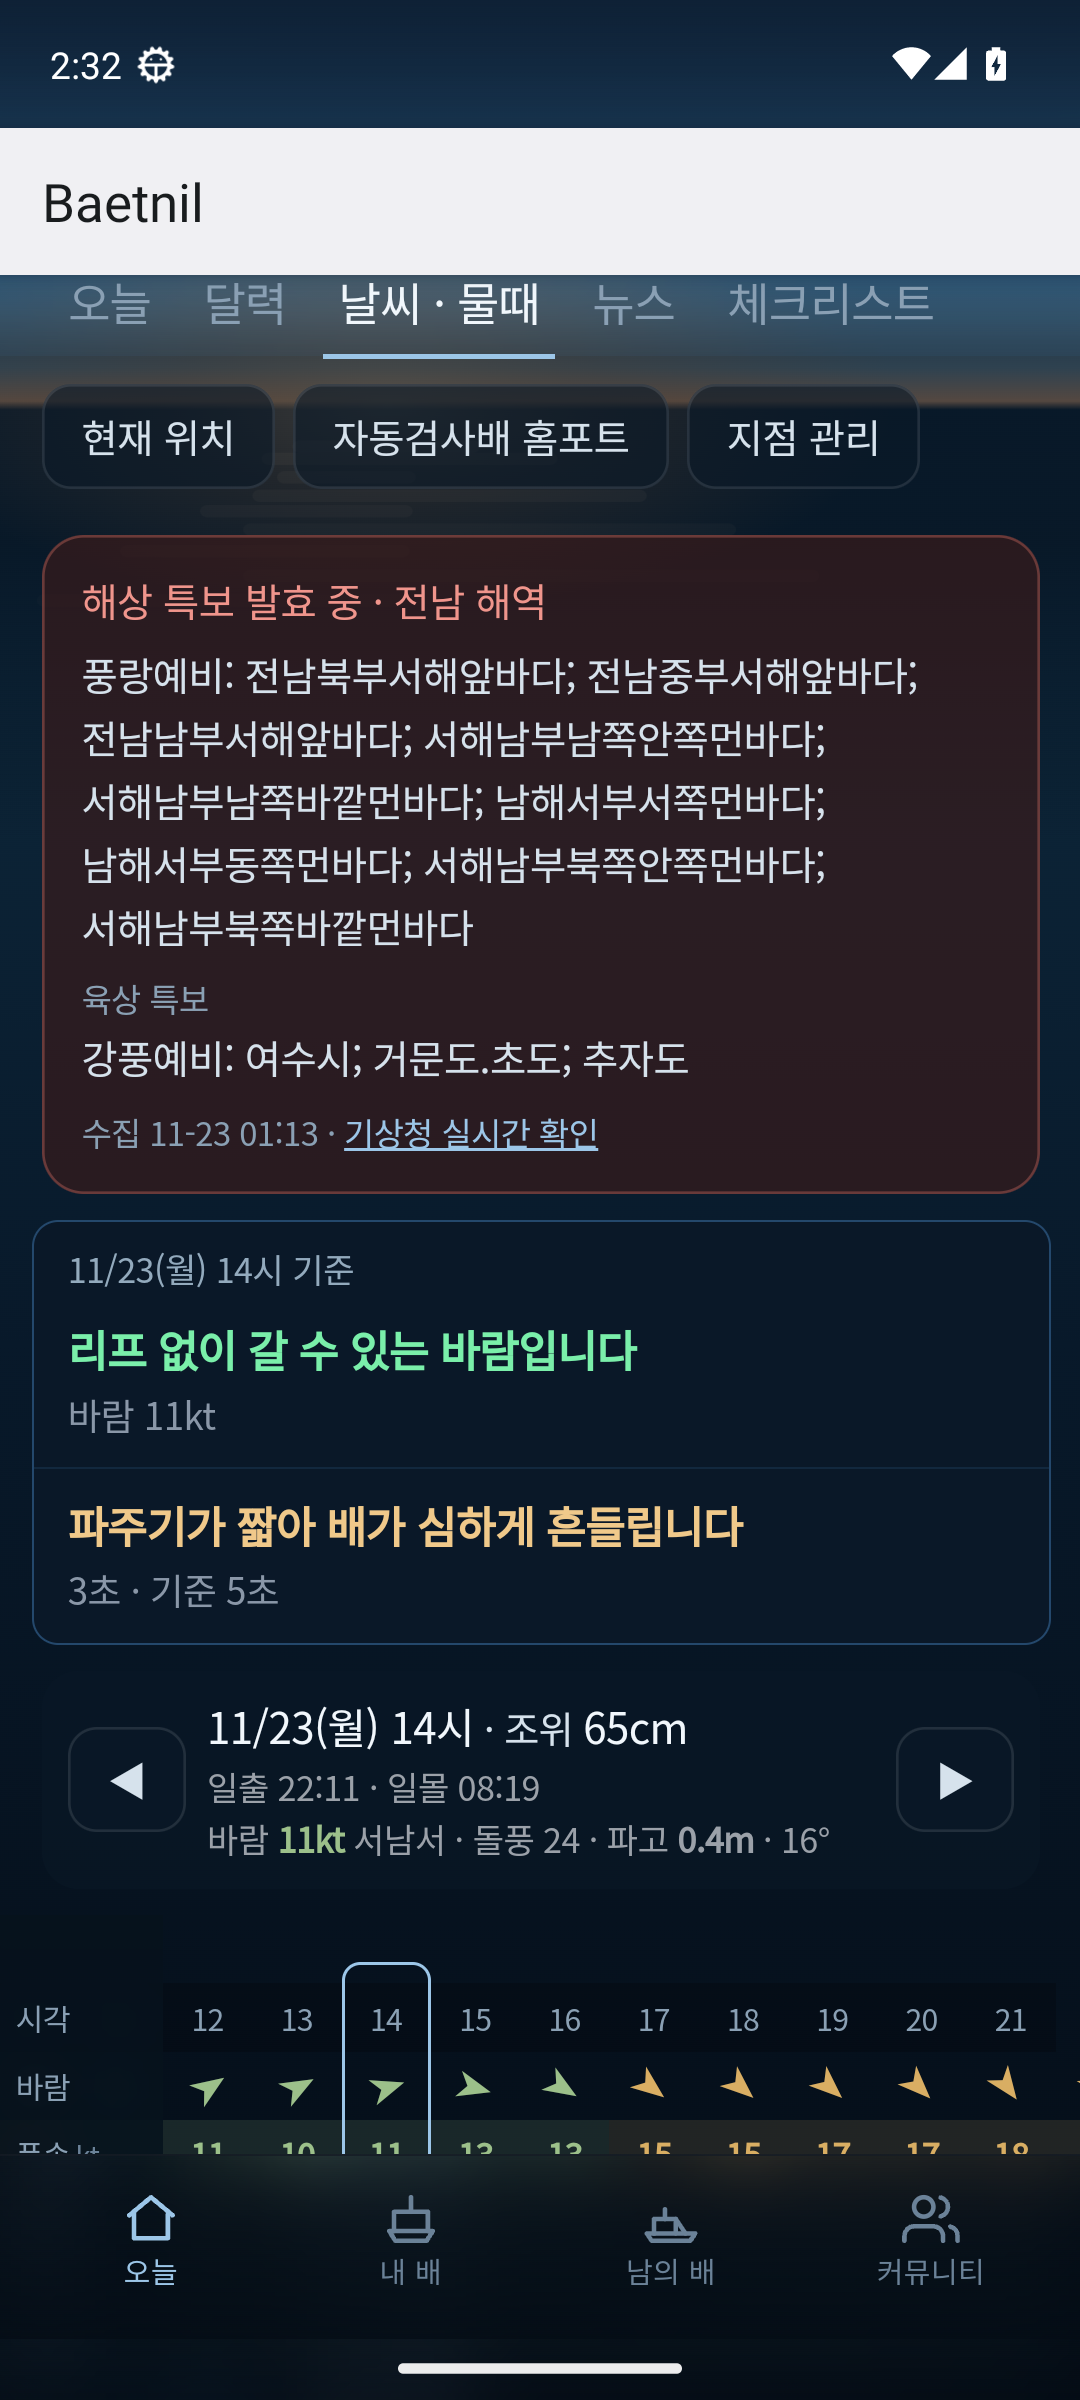 2:32
Baetnil
오늘 달력 날씨 · 물때 뉴스 체크리스트
현재 위치 자동검사배 홈포트 지점 관리
해상 특보 발효 중 · 전남 해역
풍랑예비: 전남북부서해앞바다; 전남중부서해앞바다;
전남남부서해앞바다; 서해남부남쪽안쪽먼바다;
서해남부남쪽바깥먼바다; 남해서부서쪽먼바다;
남해서부동쪽먼바다; 서해남부북쪽안쪽먼바다;
서해남부북쪽바깥먼바다
육상 특보
강풍예비: 여수시; 거문도.초도; 추자도
수집 11-23 01:13 · 기상청 실시간 확인
11/23(월) 14시 기준
리프 없이 갈 수 있는 바람입니다
바람 11kt
파주기가 짧아 배가 심하게 흔들립니다
3초 · 기준 5초
11/23(월) 14시 · 조위 65cm
일출 22:11 · 일몰 08:19
바람 11kt 서남서 · 돌풍 24 · 파고 0.4m · 16°
시각 12 13 14 15 16 17 18 19 20 21
바람
풍속 kt 11 10 11 13 13 15 15 17 17 18
오늘 내 배 남의 배 커뮤니티